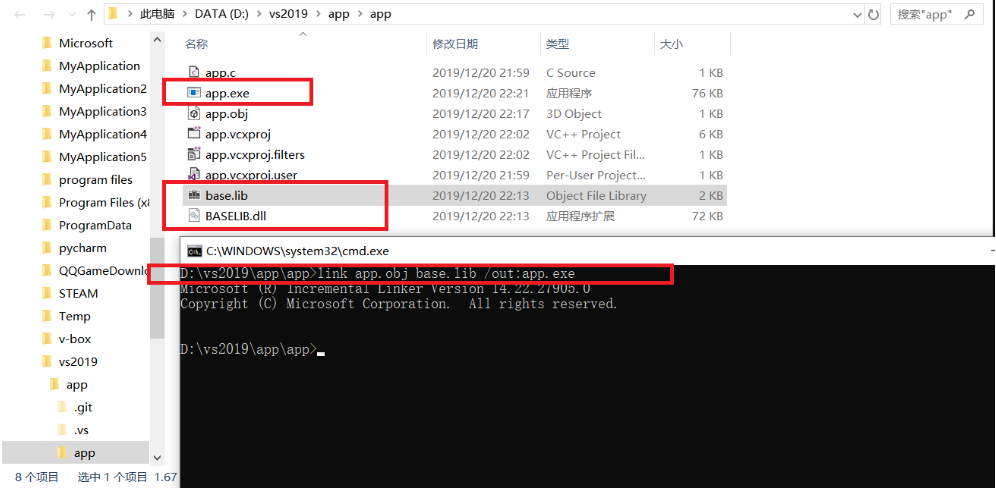 此电脑 > DATA (D:) > vs2019 > app > app
搜索"app"
Microsoft
MyApplication
MyApplication2
MyApplication3
MyApplication4
MyApplication5
program files
Program Files (x8
ProgramData
pycharm
QQGameDownlo
STEAM
Temp
v-box
vs2019
app
.git
.vs
app
名称 修改日期 类型 大小
app.c 2019/12/20 21:59 C Source 1 KB
app.exe 2019/12/20 22:21 应用程序 76 KB
app.obj 2019/12/20 22:17 3D Object 1 KB
app.vcxproj 2019/12/20 22:02 VC++ Project 6 KB
app.vcxproj.filters 2019/12/20 22:02 VC++ Project Fil... 1 KB
app.vcxproj.user 2019/12/20 21:59 Per-User Project... 1 KB
base.lib 2019/12/20 22:13 Object File Library 2 KB
BASELIB.dll 2019/12/20 22:13 应用程序扩展 72 KB
C:\WINDOWS\system32\cmd.exe
D:\vs2019\app\app>link app.obj base.lib /out:app.exe
Microsoft (R) Incremental Linker Version 14.22.27905.0
Copyright (C) Microsoft Corporation.  All rights reserved.
D:\vs2019\app\app>
8 个项目 选中 1 个项目 1.67